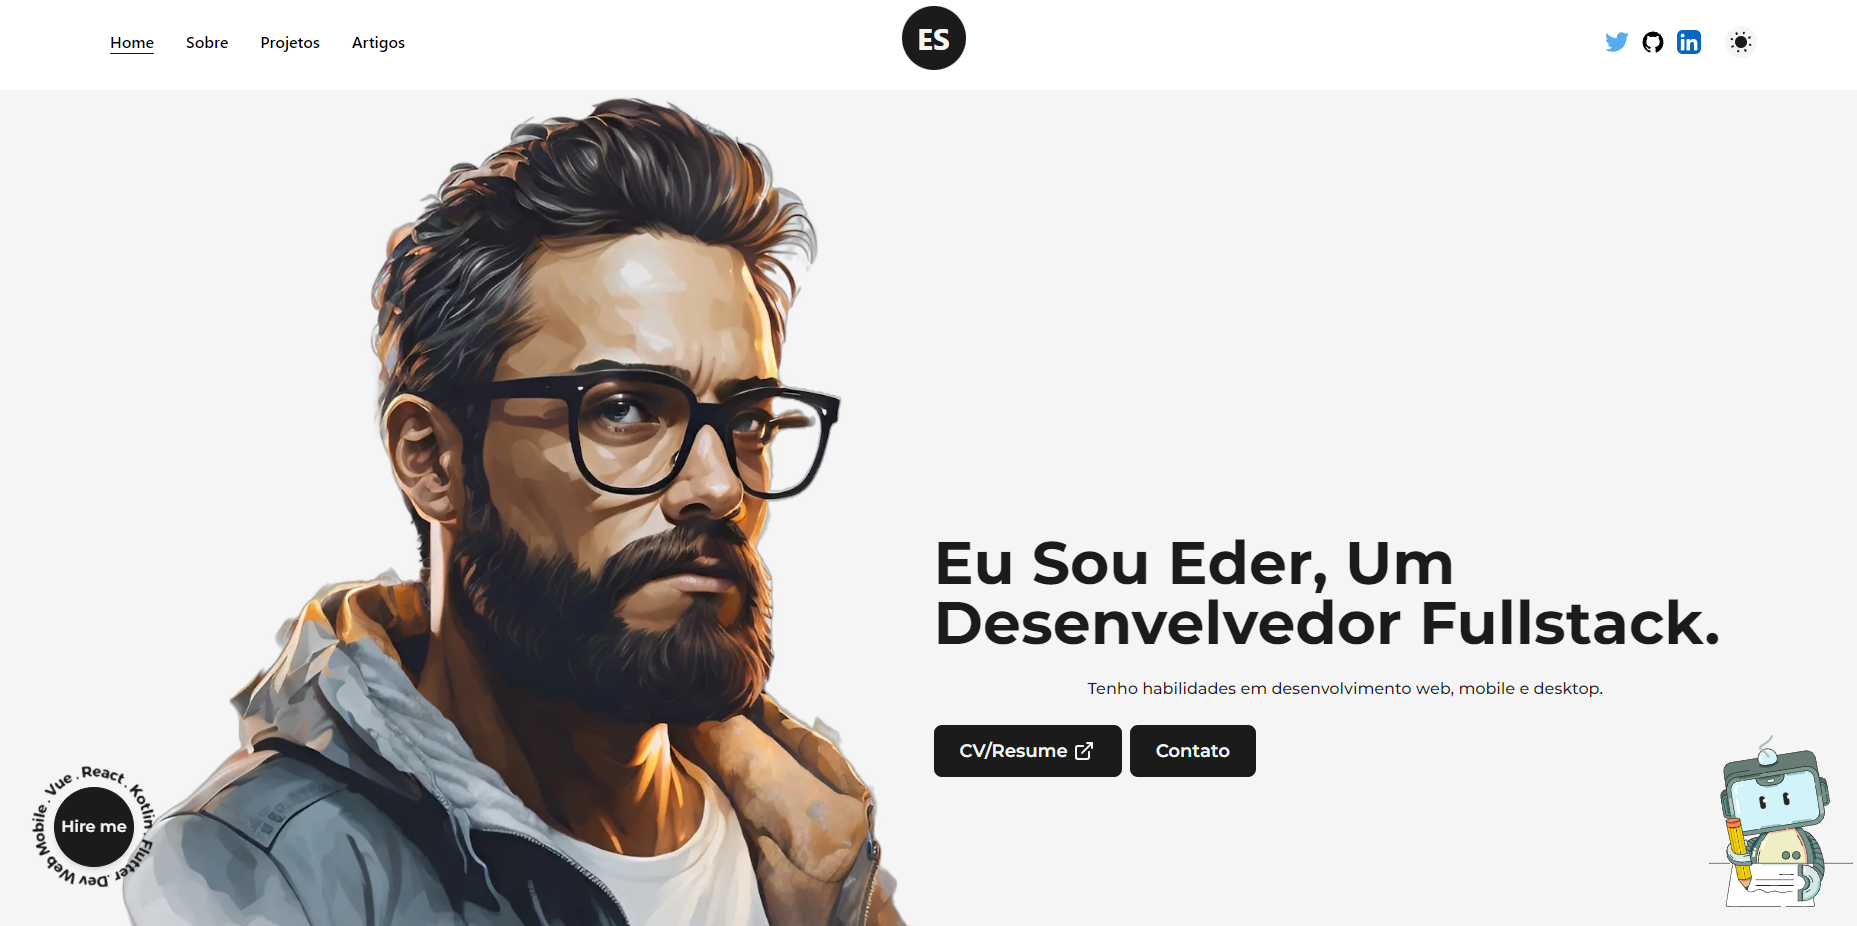 Home Sobre Projetos Artigos
ES
in
Eu Sou Eder, Um
Desenvelvedor Fullstack.
Tenho habilidades em desenvolvimento web, mobile e desktop.
CV/Resume Contato
Vue . React . Kotlin . Flutter. Dev Web Mobile .
Hire me